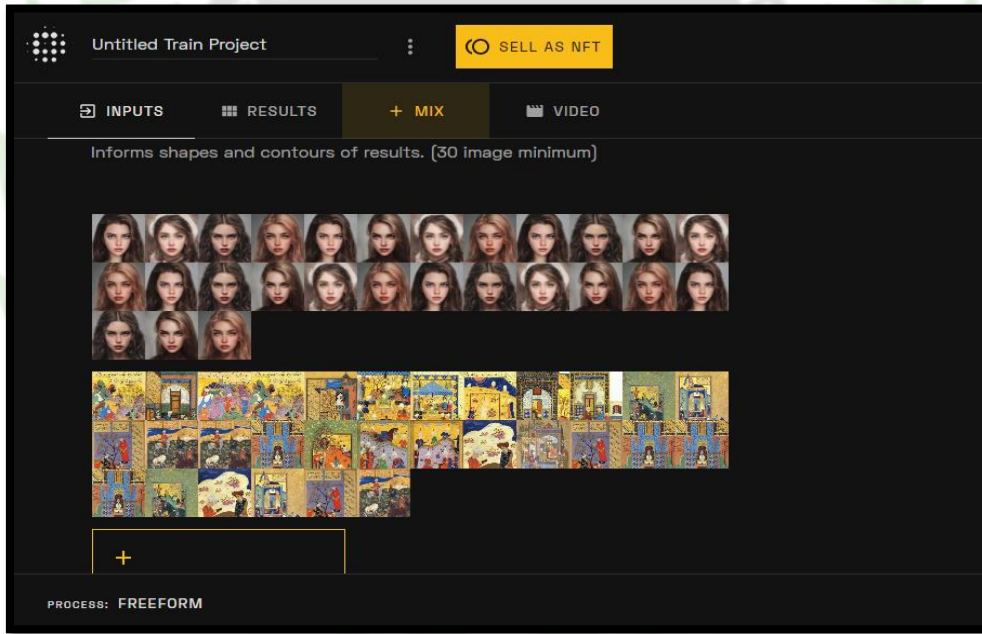 Untitled Train Project
SELL AS NFT
INPUTS RESULTS + MIX VIDEO
Informs shapes and contours of results. (30 image minimum)
+
PROCESS: FREEFORM